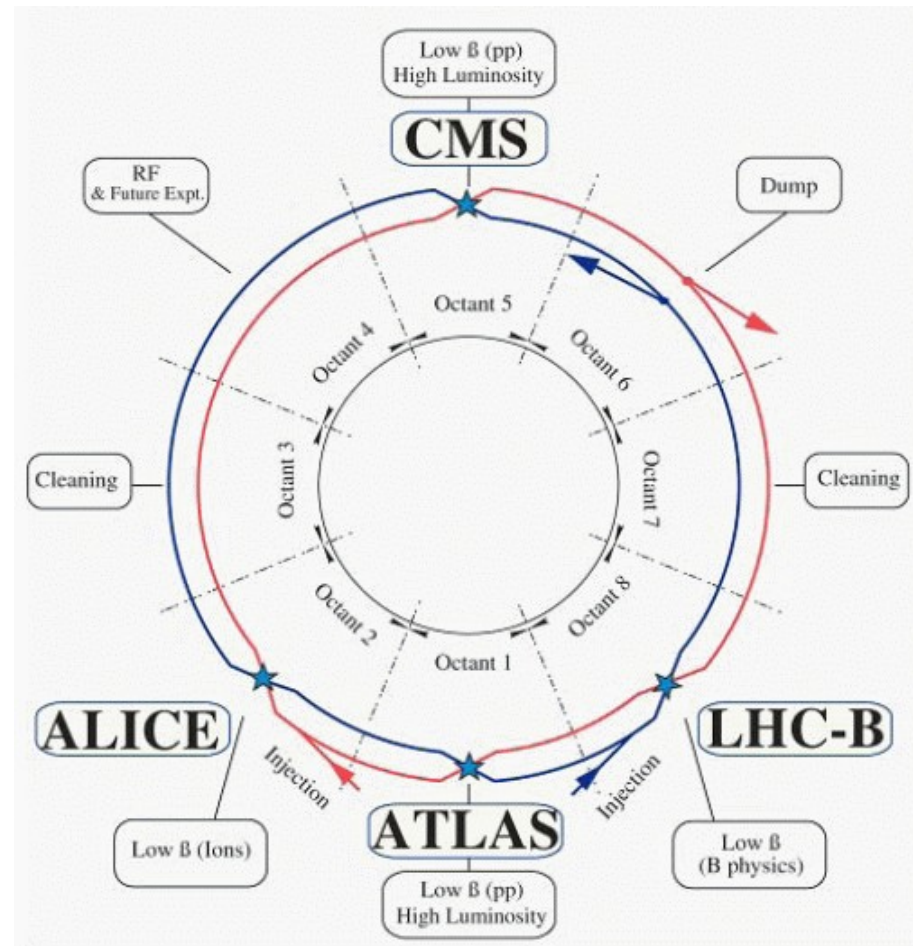 Low ß (pp)
High Luminosity
CMS
RF
& Future Expt.
Dump
Octant 5
Octant 4
Octant 6
Cleaning
Octant 3
Octant 7
Cleaning
Octant 2
Octant 8
Octant 1
ALICE
LHC-B
Injection
Injection
ATLAS
Low ß (Ions)
Low ß
(B physics)
Low ß (pp)
High Luminosity